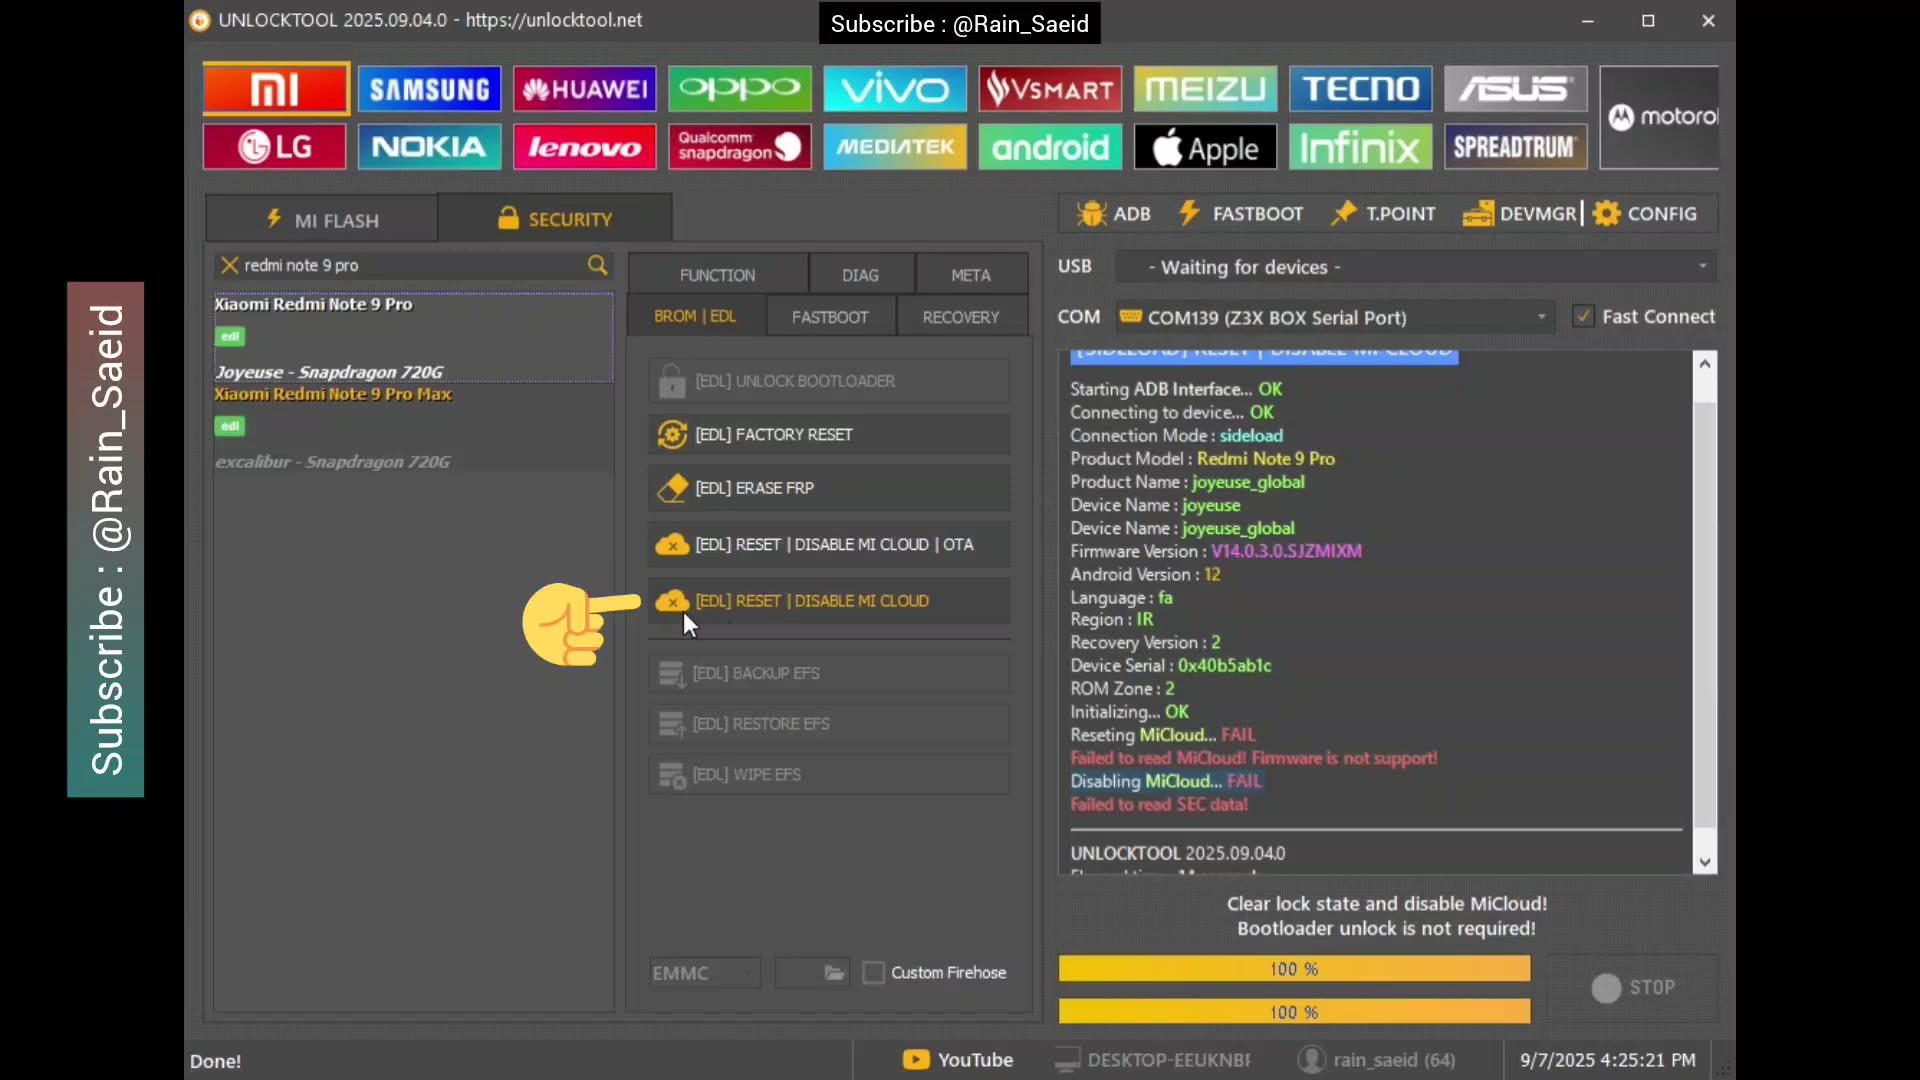 UNLOCKTOOL 2025.09.04.0 - https://unlocktool.net
Subscribe : @Rain_Saeid
mi
SAMSUNG
HUAWEI
oppo
vivo
VSMART
MEIZU
TECNO
ASUS
motorol
LG
NOKIA
lenovo
Qualcomm
snapdragon
MEDIATEK
android
Apple
Infinix
SPREADTRUM
MI FLASH
SECURITY
ADB
FASTBOOT
T.POINT
DEVMGR
CONFIG
redmi note 9 pro
Xiaomi Redmi Note 9 Pro
edl
Joyeuse - Snapdragon 720G
Xiaomi Redmi Note 9 Pro Max
edl
excalibur - Snapdragon 720G
FUNCTION
DIAG
META
BROM | EDL
FASTBOOT
RECOVERY
[EDL] UNLOCK BOOTLOADER
[EDL] FACTORY RESET
[EDL] ERASE FRP
[EDL] RESET | DISABLE MI CLOUD | OTA
[EDL] RESET | DISABLE MI CLOUD
[EDL] BACKUP EFS
[EDL] RESTORE EFS
[EDL] WIPE EFS
EMMC
Custom Firehose
USB
- Waiting for devices -
COM
COM139 (Z3X BOX Serial Port)
Fast Connect
[SIDELOAD] RESET | DISABLE MI CLOUD
Starting ADB Interface... OK
Connecting to device... OK
Connection Mode : sideload
Product Model : Redmi Note 9 Pro
Product Name : joyeuse_global
Device Name : joyeuse
Device Name : joyeuse_global
Firmware Version : V14.0.3.0.SJZMIXM
Android Version : 12
Language : fa
Region : IR
Recovery Version : 2
Device Serial : 0x40b5ab1c
ROM Zone : 2
Initializing... OK
Reseting MiCloud... FAIL
Failed to read MiCloud! Firmware is not support!
Disabling MiCloud... FAIL
Failed to read SEC data!
UNLOCKTOOL 2025.09.04.0
Clear lock state and disable MiCloud!
Bootloader unlock is not required!
100 %
100 %
STOP
Done!
YouTube
DESKTOP-EEUKNBF
rain_saeid (64)
9/7/2025 4:25:21 PM
Subscribe : @Rain_Saeid